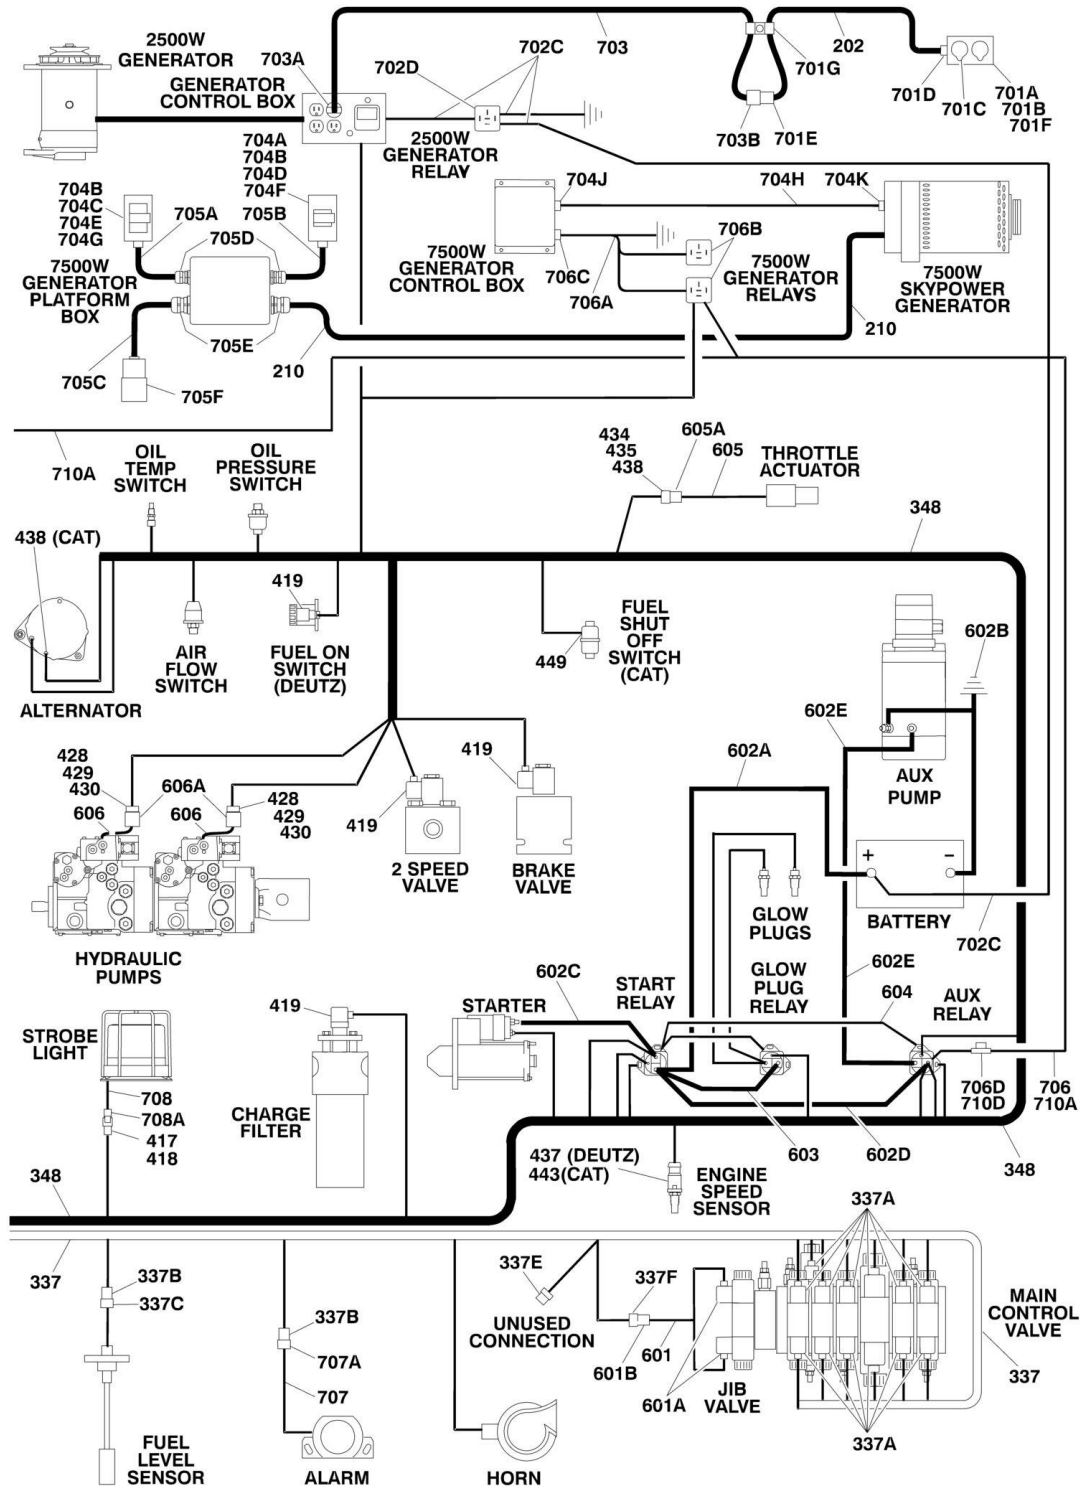 2500W
GENERATOR
703A
GENERATOR
CONTROL BOX
702D
702C
703
701G
202
701D
701C
701A
701B
701F
703B
701E
2500W
GENERATOR
RELAY
704A
704B
704D
704F
704B
704C
704E
704G
705A
705B
705D
7500W
GENERATOR
PLATFORM
BOX
705E
705C
705F
210
704J
704H
704K
7500W
GENERATOR
CONTROL BOX
706C
706A
706B
7500W
GENERATOR
RELAYS
7500W
SKYPOWER
GENERATOR
210
710A
OIL
TEMP
SWITCH
OIL
PRESSURE
SWITCH
434
435
438
605A
605
THROTTLE
ACTUATOR
348
438 (CAT)
ALTERNATOR
AIR
FLOW
SWITCH
419
FUEL ON
SWITCH
(DEUTZ)
449
FUEL
SHUT
OFF
SWITCH
(CAT)
602B
602E
AUX
PUMP
602A
428
429
430
606A
606
606
428
429
430
HYDRAULIC
PUMPS
419
2 SPEED
VALVE
419
BRAKE
VALVE
+
−
BATTERY
702C
GLOW
PLUGS
602E
602C
START
RELAY
GLOW
PLUG
RELAY
604
AUX
RELAY
STARTER
706D
710D
706
710A
STROBE
LIGHT
708
708A
417
418
419
CHARGE
FILTER
603
602D
348
437 (DEUTZ)
443(CAT)
ENGINE
SPEED
SENSOR
348
337
337B
337C
FUEL
LEVEL
SENSOR
337B
707A
707
ALARM
HORN
337E
UNUSED
CONNECTION
337F
601
601B
601A
JIB
VALVE
337A
337A
MAIN
CONTROL
VALVE
337